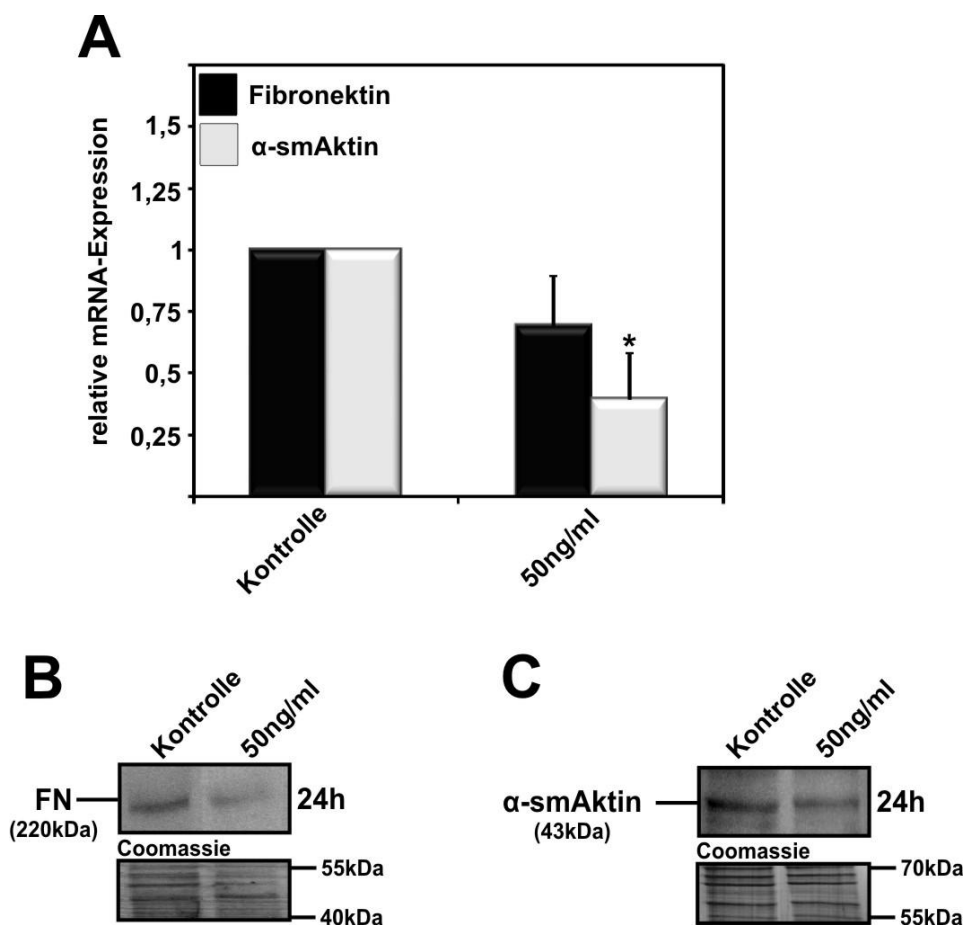 A
Fibronektin
α-smAktin
relative mRNA-Expression
1,5
1,25
1
0,75
0,5
0,25
*
Kontrolle
50ng/ml
B
Kontrolle
50ng/ml
FN
(220kDa)
24h
Coomassie
55kDa
40kDa
C
Kontrolle
50ng/ml
α-smAktin
(43kDa)
24h
Coomassie
70kDa
55kDa